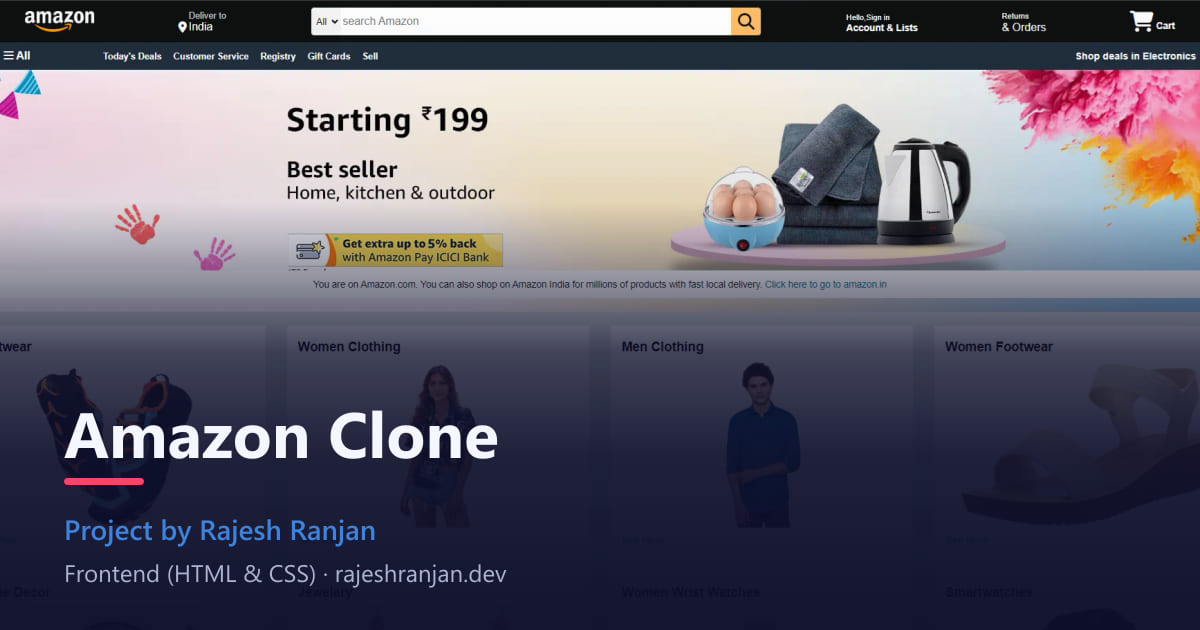 amazon
Deliver to
India
All
search Amazon
Hello,Sign in
Account & Lists
Returns
& Orders
Cart
All
Today's Deals
Customer Service
Registry
Gift Cards
Sell
Shop deals in Electronics
Starting ₹199
Best seller
Home, kitchen & outdoor
Get extra up to 5% back
with Amazon Pay ICICI Bank
You are on Amazon.com. You can also shop on Amazon India for millions of products with fast local delivery. Click here to go to amazon.in
twear
Women Clothing
Men Clothing
Women Footwear
Amazon Clone
Project by Rajesh Ranjan
Frontend (HTML & CSS) · rajeshranjan.dev
e Decor
Jewelary
Women Wrist Watches
Smartwatches